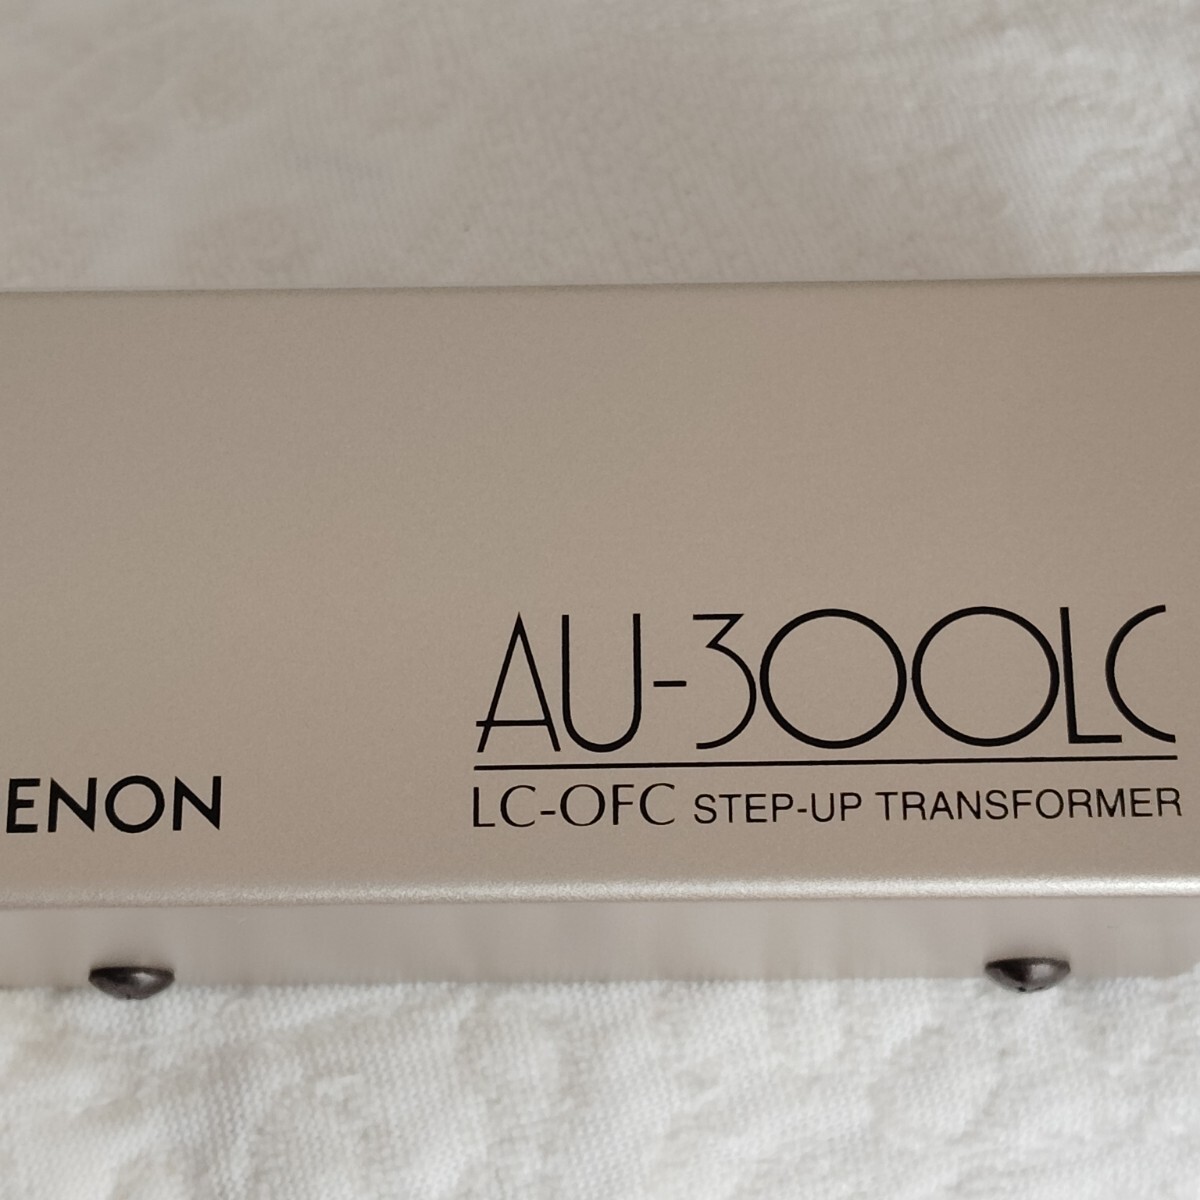 AU-300LC
ENON
LC-OFC STEP-UP TRANSFORMER